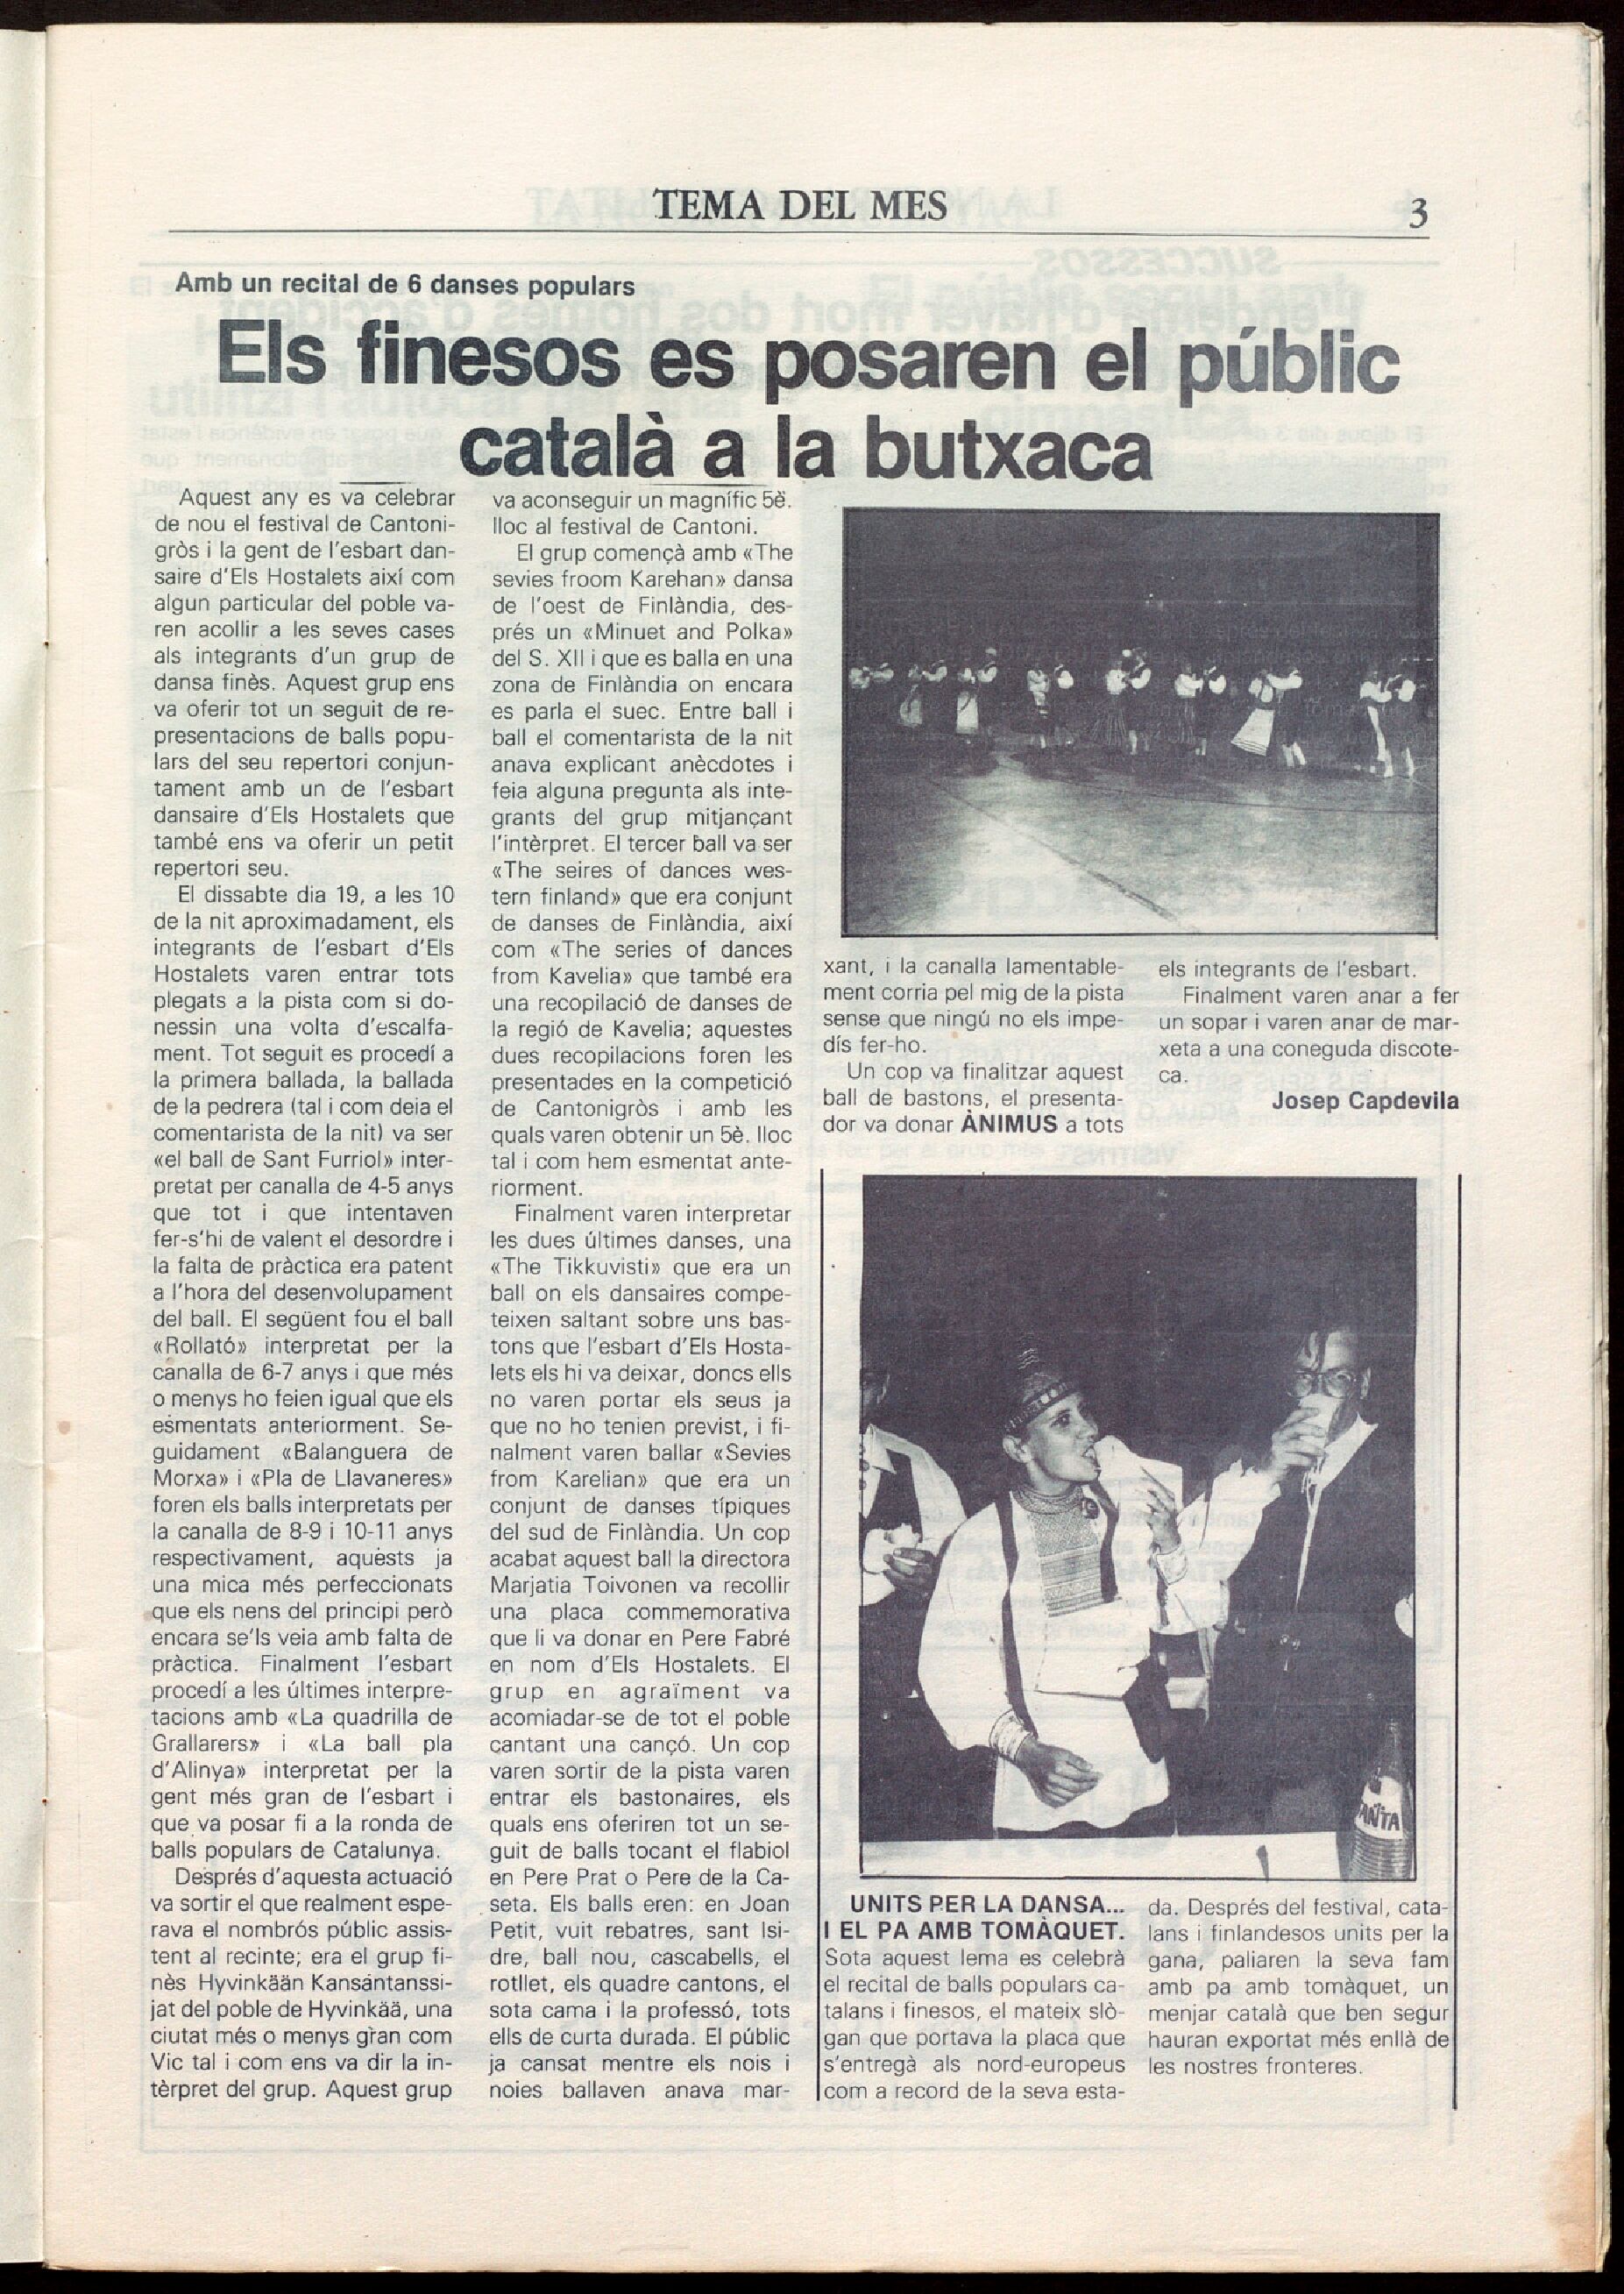 TEMA DEL MES
3
Amb un recital de 6 danses populars
Els finesos es posaren el públic
català a la butxaca
Aquest any es va celebrar
de nou el festival de Cantoni-
gròs i la gent de l'esbart dan-
saire d'Els Hostalets així com
algun particular del poble va-
ren acollir a les seves cases
als integrants d'un grup de
dansa finès. Aquest grup ens
va oferir tot un seguit de re-
presentacions de balls popu-
lars del seu repertori conjun-
tament amb un de l'esbart
dansaire d'Els Hostalets que
també ens va oferir un petit
repertori seu.
El dissabte dia 19, a les 10
de la nit aproximadament, els
integrants de l'esbart d'Els
Hostalets varen entrar tots
plegats a la pista com si do-
nessin una volta d'escalfa-
ment. Tot seguit es procedí a
la primera ballada, la ballada
de la pedrera (tal i com deia el
comentarista de la nit) va ser
«el ball de Sant Furriol» inter-
pretat per canalla de 4-5 anys
que tot i que intentaven
fer-s'hi de valent el desordre i
la falta de pràctica era patent
a l'hora del desenvolupament
del ball. El següent fou el ball
«Rollató» interpretat per la
canalla de 6-7 anys i que més
o menys ho feien igual que els
esmentats anteriorment. Se-
guidament «Balanguera de
Morxa» i «Pla de Llavaneres»
foren els balls interpretats per
la canalla de 8-9 i 10-11 anys
respectivament, aquests ja
una mica més perfeccionats
que els nens del principi però
encara se'ls veia amb falta de
pràctica. Finalment l'esbart
procedí a les últimes interpre-
tacions amb «La quadrilla de
Grallarers» i «La ball pla
d'Alinya» interpretat per la
gent més gran de l'esbart i
que va posar fi a la ronda de
balls populars de Catalunya.
Després d'aquesta actuació
va sortir el que realment espe-
rava el nombrós públic assis-
tent al recinte; era el grup fi-
nès Hyvinkään Kansantanssi-
jat del poble de Hyvinkää, una
ciutat més o menys gran com
Vic tal i com ens va dir la in-
tèrpret del grup. Aquest grup
va aconseguir un magnífic 5è.
lloc al festival de Cantoni.
El grup començà amb «The
sevies froom Karehan» dansa
de l'oest de Finlàndia, des-
prés un «Minuet and Polka»
del S. XII i que es balla en una
zona de Finlàndia on encara
es parla el suec. Entre ball i
ball el comentarista de la nit
anava explicant anècdotes i
feia alguna pregunta als inte-
grants del grup mitjançant
l'intèrpret. El tercer ball va ser
«The seires of dances wes-
tern finland» que era conjunt
de danses de Finlàndia, així
com «The series of dances
from Kavelia» que també era
una recopilació de danses de
la regió de Kavelia; aquestes
dues recopilacions foren les
presentades en la competició
de Cantonigròs i amb les
quals varen obtenir un 5è. lloc
tal i com hem esmentat ante-
riorment.
Finalment varen interpretar
les dues últimes danses, una
«The Tikkuvisti» que era un
ball on els dansaires compe-
teixen saltant sobre uns bas-
tons que l'esbart d'Els Hosta-
lets els hi va deixar, doncs ells
no varen portar els seus ja
que no ho tenien previst, i fi-
nalment varen ballar «Sevies
from Karelian» que era un
conjunt de danses típiques
del sud de Finlàndia. Un cop
acabat aquest ball la directora
Marjatia Toivonen va recollir
una placa commemorativa
que li va donar en Pere Fabré
en nom d'Els Hostalets. El
grup en agraïment va
acomiadar-se de tot el poble
cantant una cançó. Un cop
varen sortir de la pista varen
entrar els bastonaires, els
quals ens oferiren tot un se-
guit de balls tocant el flabiol
en Pere Prat o Pere de la Ca-
seta. Els balls eren: en Joan
Petit, vuit rebatres, sant Isi-
dre, ball nou, cascabells, el
rotllet, els quadre cantons, el
sota cama i la professó, tots
ells de curta durada. El públic
ja cansat mentre els nois i
noies ballaven anava mar-
xant, i la canalla lamentable-
ment corria pel mig de la pista
sense que ningú no els impe-
dís fer-ho.
Un cop va finalitzar aquest
ball de bastons, el presenta-
dor va donar ÀNIMUS a tots
els integrants de l'esbart.
Finalment varen anar a fer
un sopar i varen anar de mar-
xeta a una coneguda discote-
ca.
Josep Capdevila
UNITS PER LA DANSA...
I EL PA AMB TOMÀQUET.
Sota aquest lema es celebrà
el recital de balls populars ca-
talans i finesos, el mateix slò-
gan que portava la placa que
s'entregà als nord-europeus
com a record de la seva esta-
da. Després del festival, cata-
lans i finlandesos units per la
gana, paliaren la seva fam
amb pa amb tomàquet, un
menjar català que ben segur
hauran exportat més enllà de
les nostres fronteres.